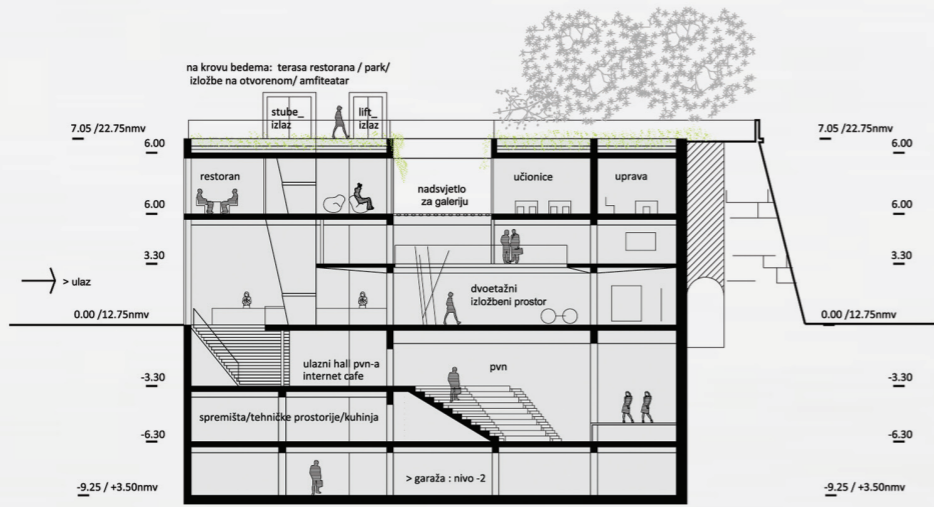 na krovu bedema:  terasa restorana / park/
izložbe na otvorenom/ amfiteatar
stube_
izlaz
lift_
izlaz
7.05 /22.75nmv
7.05 /22.75nmv
6.00
6.00
restoran
nadsvjetlo
za galeriju
učionice
uprava
6.00
6.00
3.30
3.30
> ulaz
dvoetažni
izložbeni prostor
0.00 /12.75nmv
0.00 /12.75nmv
ulazni hall pvn-a
internet cafe
pvn
-3.30
-3.30
spremišta/tehničke prostorije/kuhinja
-6.30
-6.30
> garaža : nivo -2
-9.25 / +3.50nmv
-9.25 / +3.50nmv